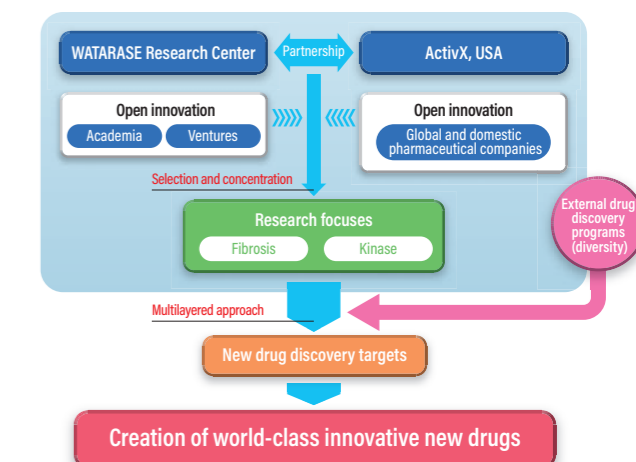 WATARASE Research Center
Partnership
ActivX, USA
Open innovation
Academia
Ventures
Open innovation
Global and domestic
pharmaceutical companies
Selection and concentration
External drug
discovery
programs
(diversity)
Research focuses
Fibrosis
Kinase
Multilayered approach
New drug discovery targets
Creation of world-class innovative new drugs